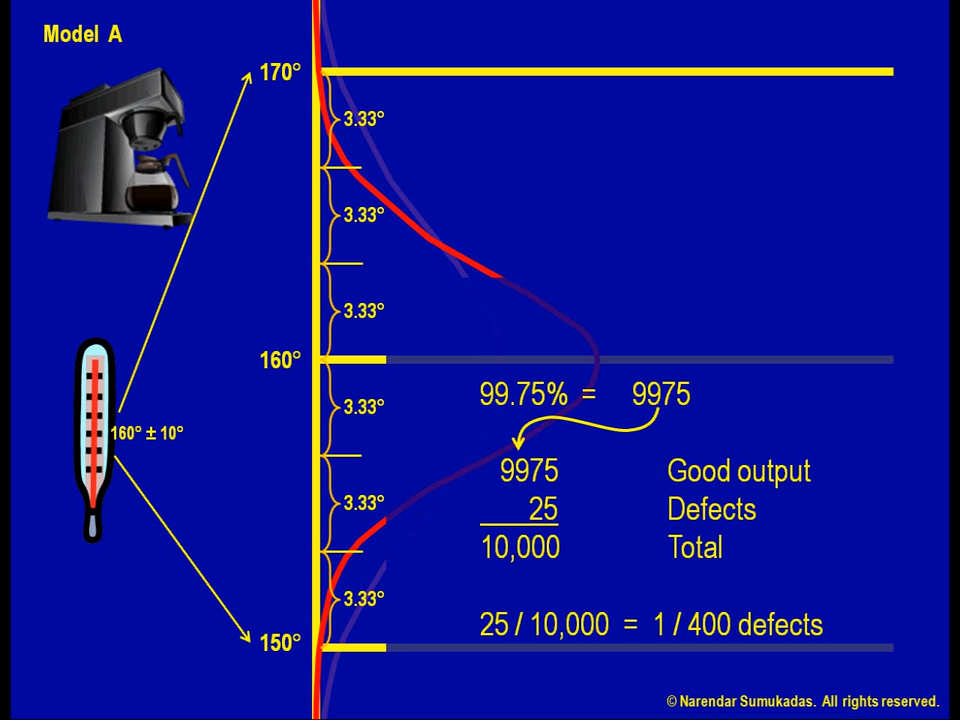 Model A
170°
3.33°
3.33°
3.33°
160°
99.75% = 9975
3.33°
160° ± 10°
9975 Good output
25 Defects
3.33°
10,000 Total
3.33°
25 / 10,000 = 1 / 400 defects
150°
© Narendar Sumukadas. All rights reserved.